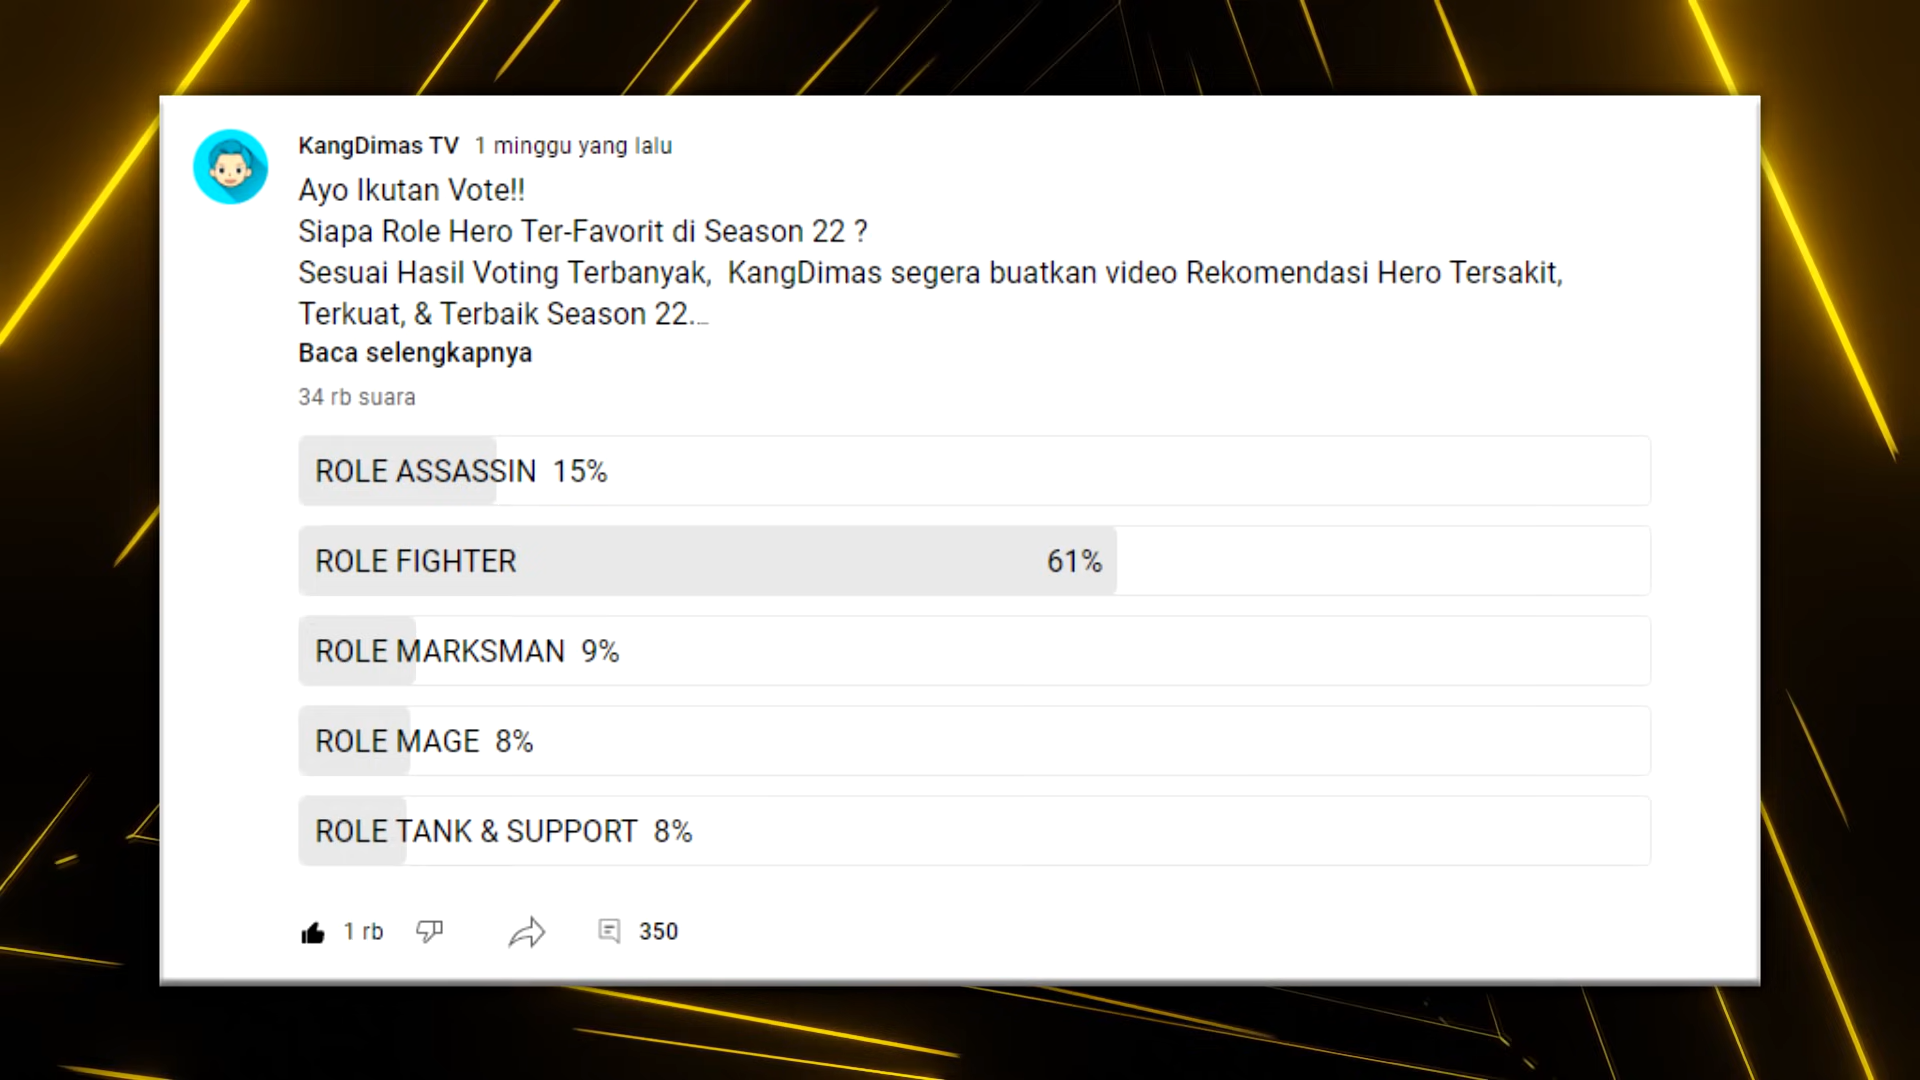 KangDimas TV 1 minggu yang lalu
Ayo Ikutan Vote!!
Siapa Role Hero Ter-Favorit di Season 22 ?
Sesuai Hasil Voting Terbanyak,  KangDimas segera buatkan video Rekomendasi Hero Tersakit,
Terkuat, & Terbaik Season 22....
Baca selengkapnya
34 rb suara
ROLE ASSASSIN 15%
ROLE FIGHTER 61%
ROLE MARKSMAN 9%
ROLE MAGE 8%
ROLE TANK & SUPPORT 8%
1 rb 350